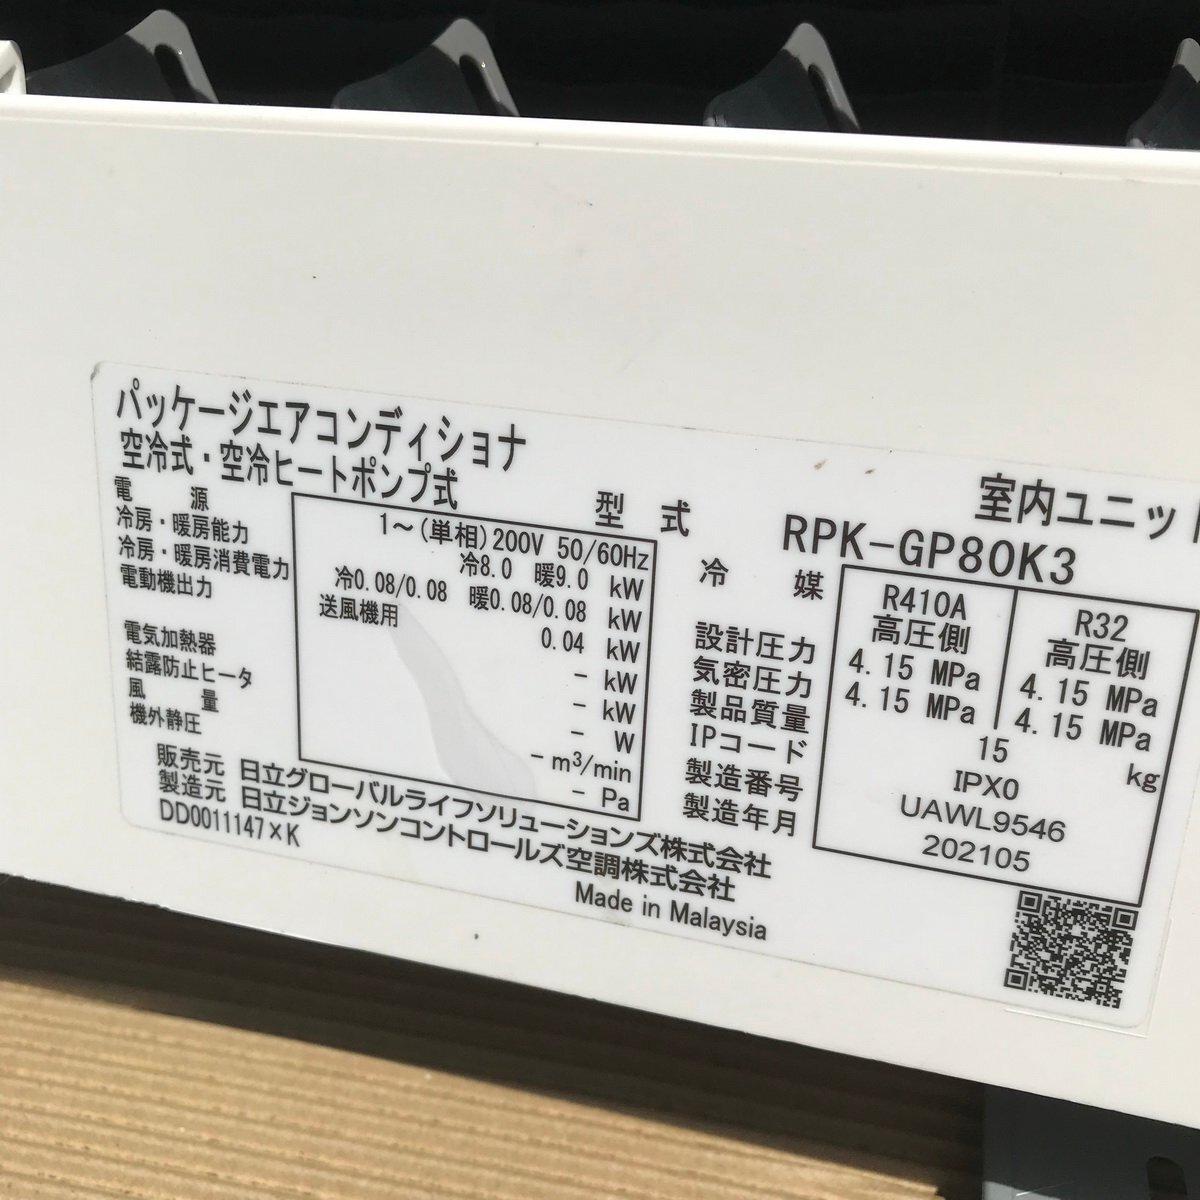 パッケージエアコンディショナ
空冷式・空冷ヒートポンプ式
室内ユニット
型式 RPK-GP80K3
電源 1～(単相)200V 50/60Hz
冷房・暖房能力 冷8.0 暖9.0 kW
冷房・暖房消費電力 冷0.08/0.08 暖0.08/0.08 kW
電動機出力 送風機用 0.04 kW
- kW
電気加熱器 - kW
結露防止ヒータ - W
風量 - m³/min
機外静圧 - Pa
冷媒 R410A R32
高圧側 高圧側
設計圧力 4.15 MPa 4.15 MPa
気密圧力 4.15 MPa 4.15 MPa
製品質量 15 kg
IPコード IPX0
製造番号 UAWL9546
製造年月 202105
販売元 日立グローバルライフソリューションズ株式会社
製造元 日立ジョンソンコントロールズ空調株式会社
DD0011147×K
Made in Malaysia